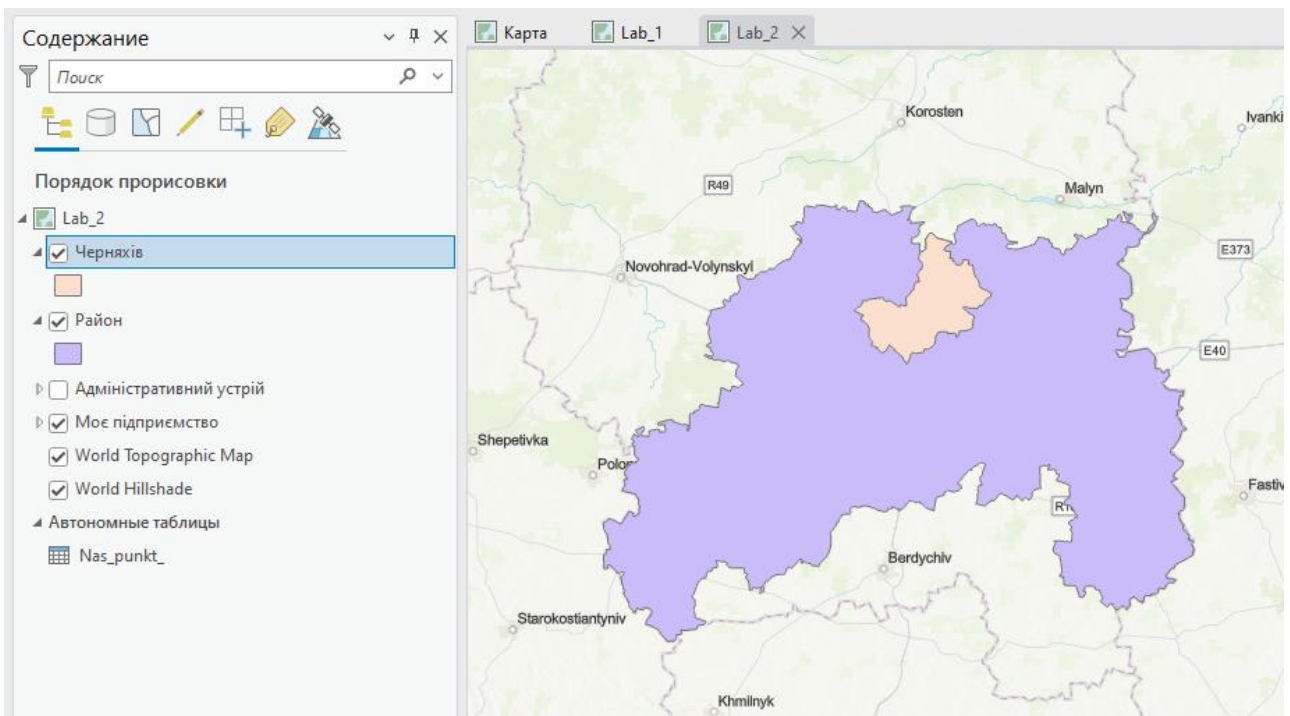 Содержание
Поиск
Порядок прорисовки
Lab_2
Черняхів
Район
Адміністративний устрій
Моє підприємство
World Topographic Map
World Hillshade
Автономные таблицы
Nas_punkt_
Карта
Lab_1
Lab_2
Korosten
Ivanki
R49
Malyn
E373
Novohrad-Volynskyi
E40
Shepetivka
Polon
Fastiv
Berdychiv
Starokostiantyniv
Khmilnyk